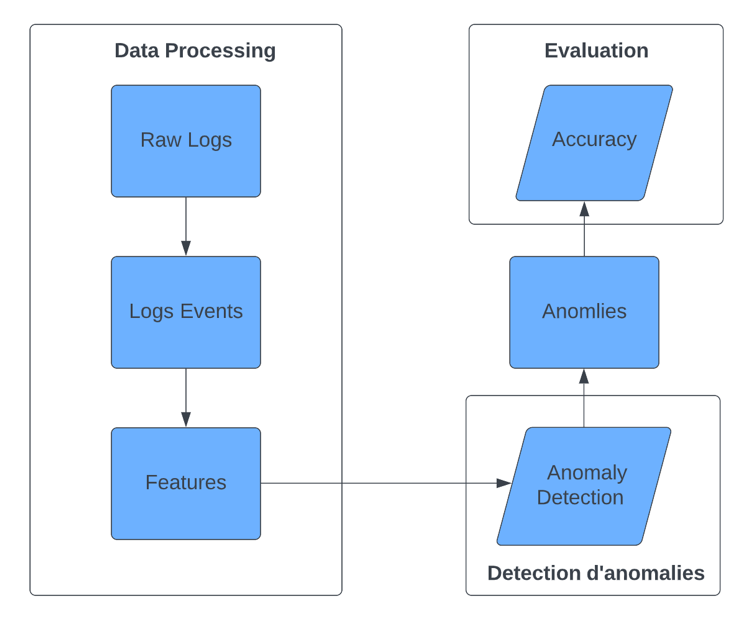 Data Processing
Raw Logs
Logs Events
Features
Evaluation
Accuracy
Anomlies
Anomaly
Detection
Detection d'anomalies